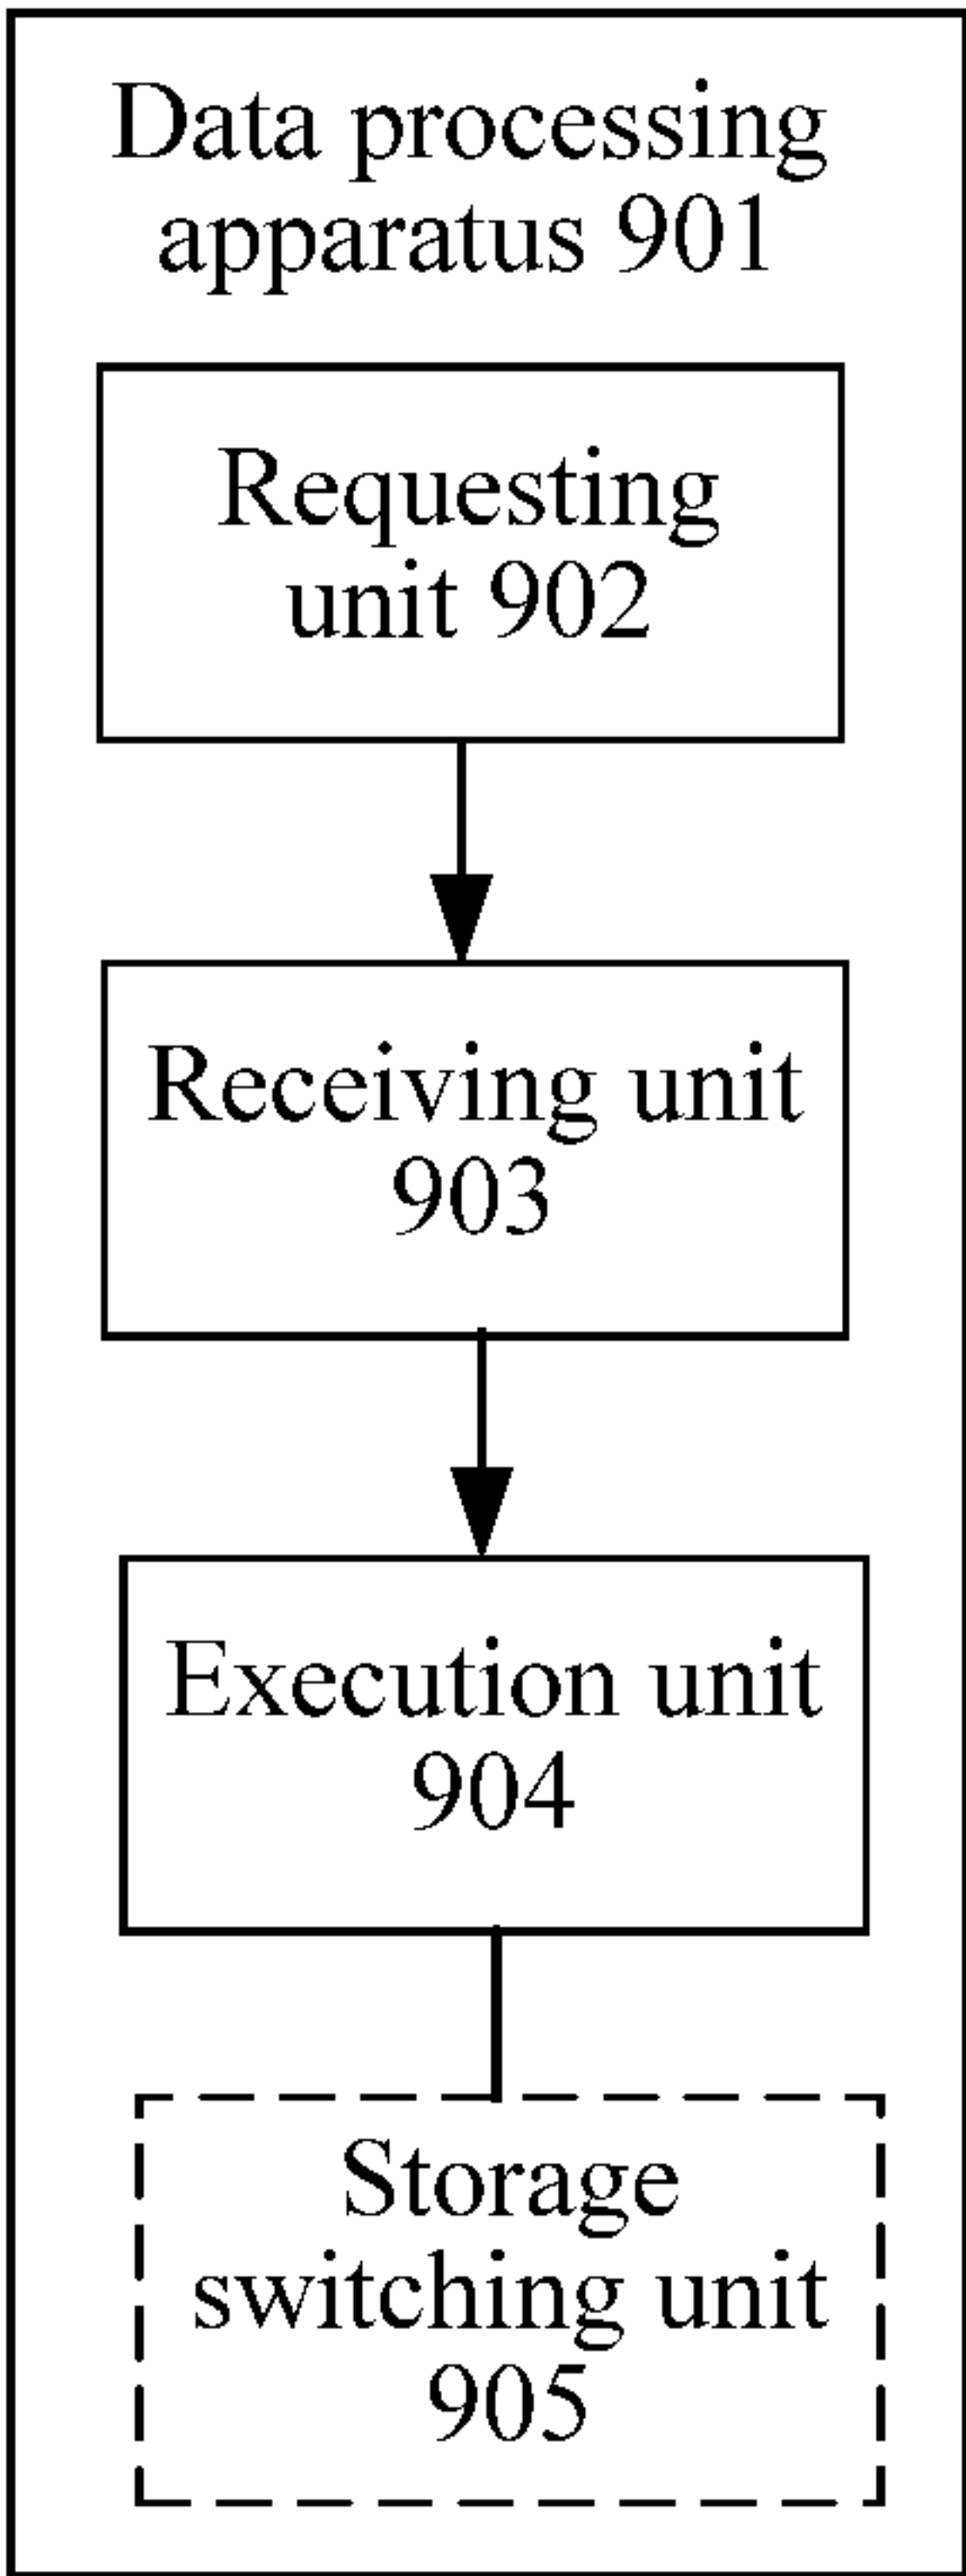 Data processing
apparatus 901
Requesting
unit 902
Receiving unit
903
Execution unit
904
Storage
switching unit
905